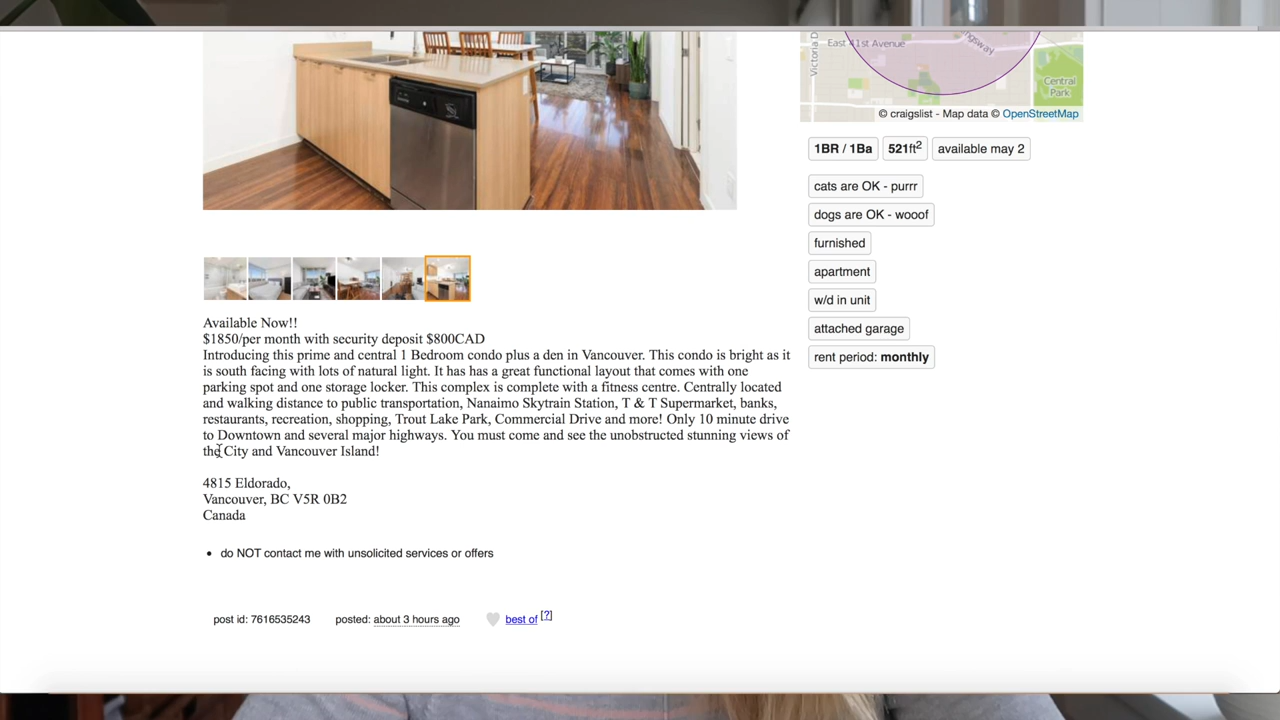 East 41st Avenue
Victoria D
ngsway
Central
Park
© craigslist - Map data © OpenStreetMap
1BR / 1Ba
521ft2
available may 2
cats are OK - purrr
dogs are OK - wooof
furnished
apartment
w/d in unit
attached garage
rent period: monthly
Available Now!!
$1850/per month with security deposit $800CAD
Introducing this prime and central 1 Bedroom condo plus a den in Vancouver. This condo is bright as it
is south facing with lots of natural light. It has has a great functional layout that comes with one
parking spot and one storage locker. This complex is complete with a fitness centre. Centrally located
and walking distance to public transportation, Nanaimo Skytrain Station, T & T Supermarket, banks,
restaurants, recreation, shopping, Trout Lake Park, Commercial Drive and more! Only 10 minute drive
to Downtown and several major highways. You must come and see the unobstructed stunning views of
the City and Vancouver Island!
4815 Eldorado,
Vancouver, BC V5R 0B2
Canada
• do NOT contact me with unsolicited services or offers
post id: 7616535243 posted: about 3 hours ago best of [?]